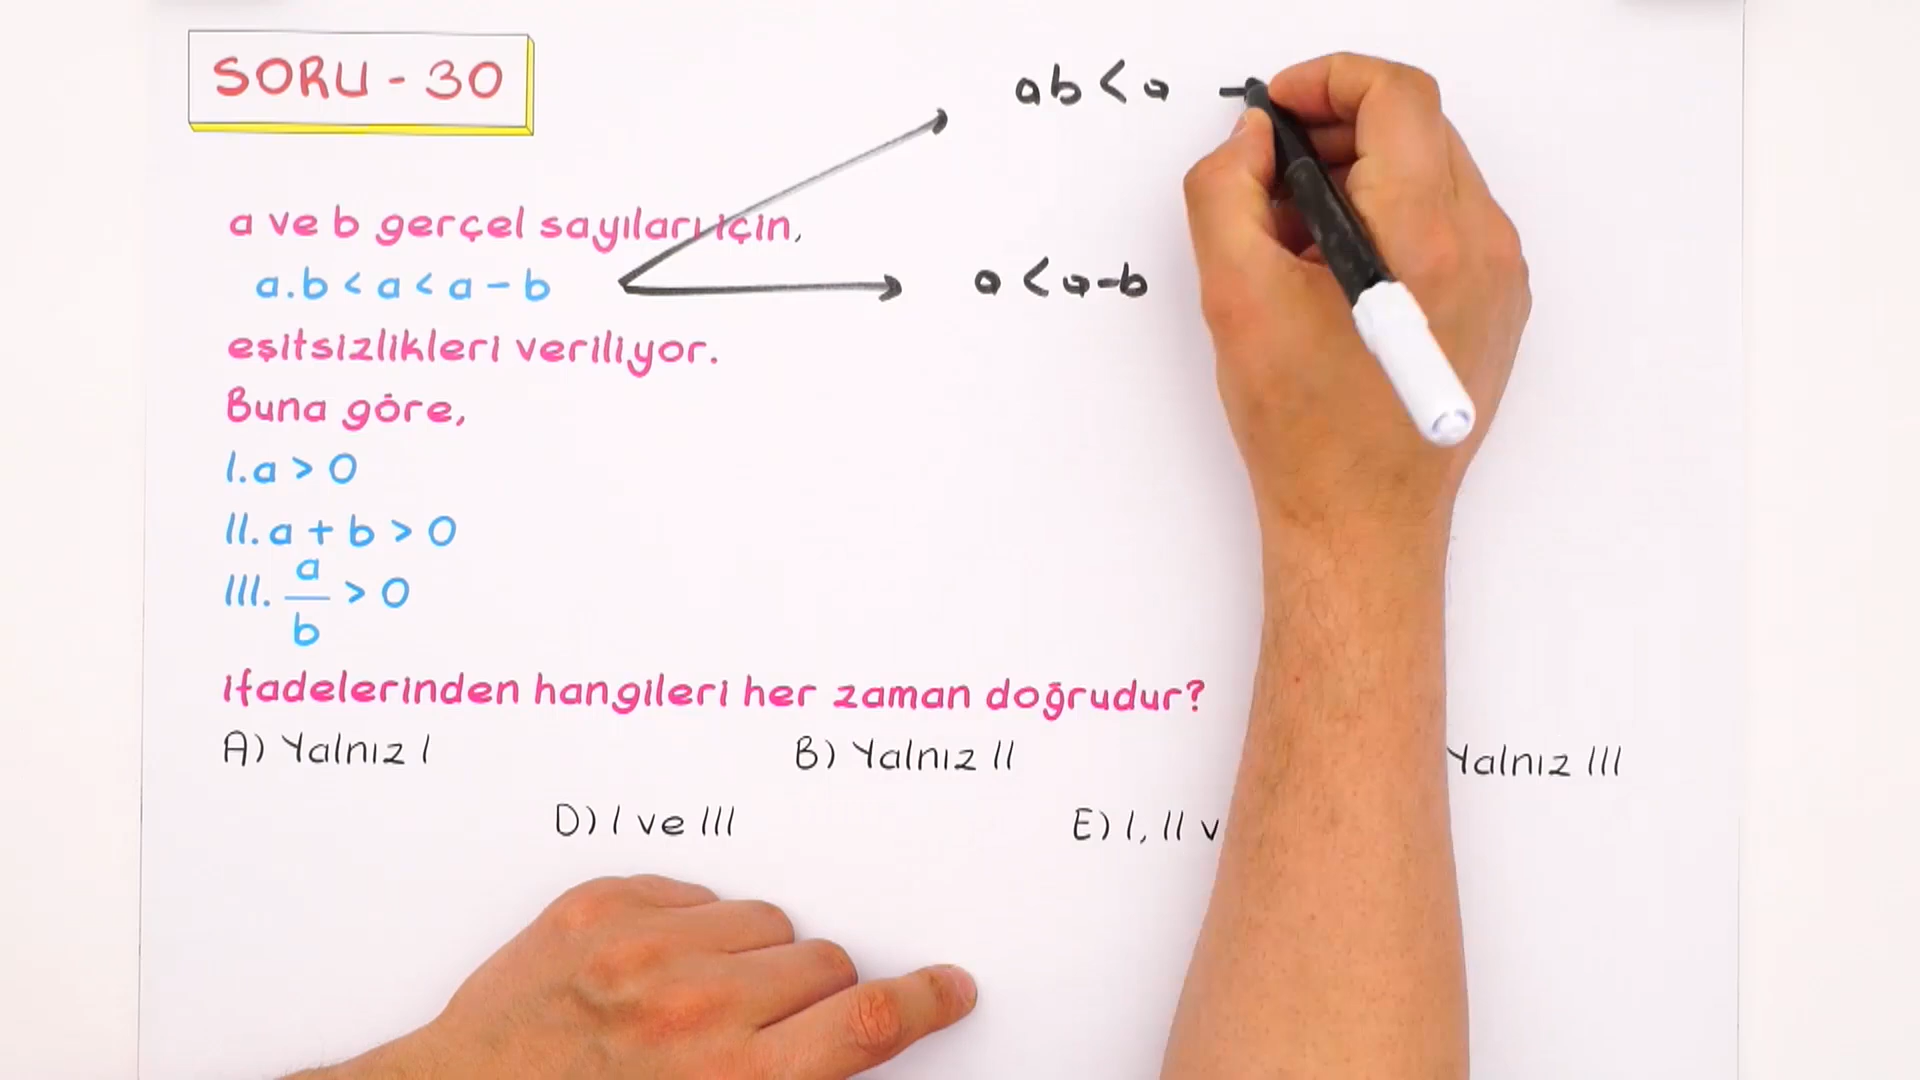 SORU - 30
ab < a
a ve b gerçel sayıları için,
a.b < a < a - b
a < a-b
eşitsizlikleri veriliyor.
Buna göre,
I. a > 0
II. a + b > 0
III. a/b > 0
ifadelerinden hangileri her zaman doğrudur?
A) Yalnız I B) Yalnız II Yalnız III
D) I ve III E) I, II v